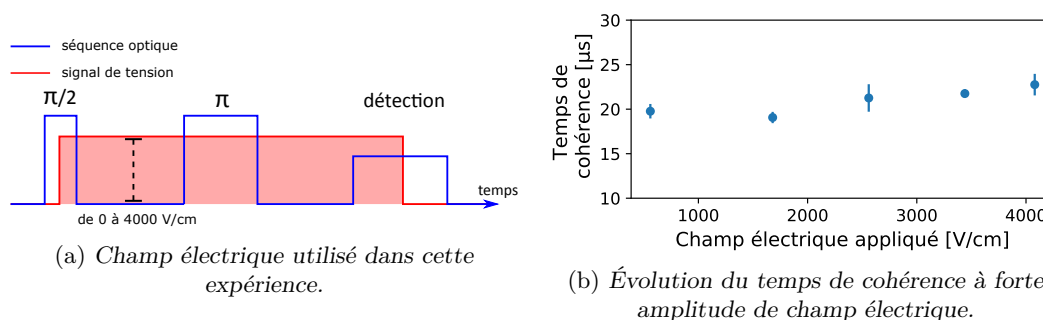 séquence optique
signal de tension
π/2
π
détection
temps
de 0 à 4000 V/cm
(a) Champ électrique utilisé dans cette
expérience.
30
25
20
15
10
Temps de
cohérence [µs]
1000 2000 3000 4000
Champ électrique appliqué [V/cm]
(b) Évolution du temps de cohérence à forte
amplitude de champ électrique.